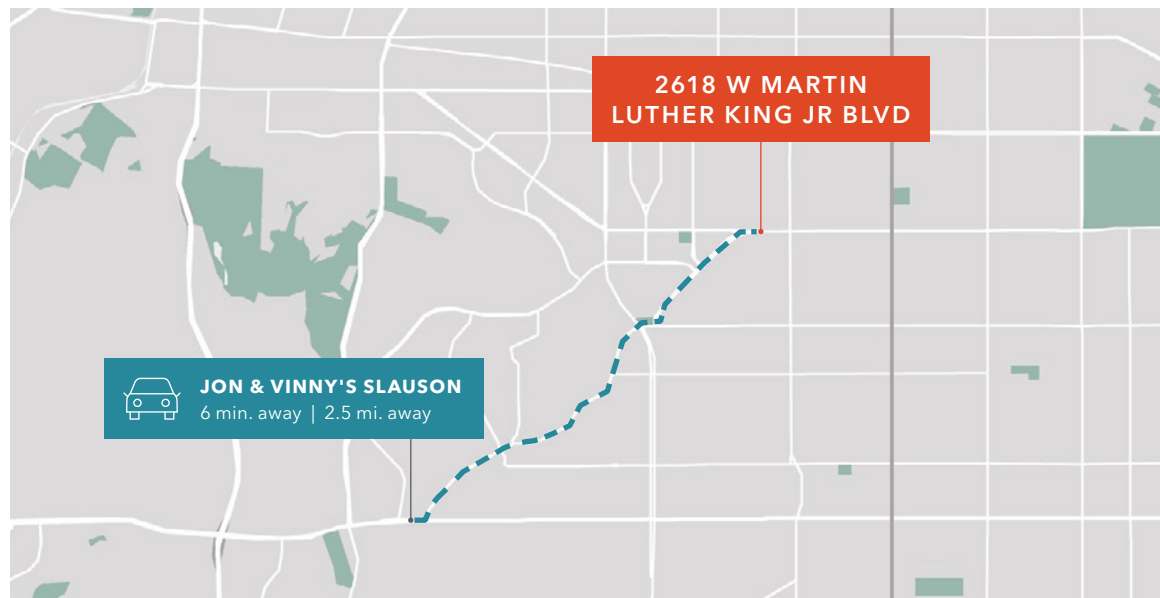 2618 W MARTIN
LUTHER KING JR BLVD
JON & VINNY'S SLAUSON
6 min. away | 2.5 mi. away